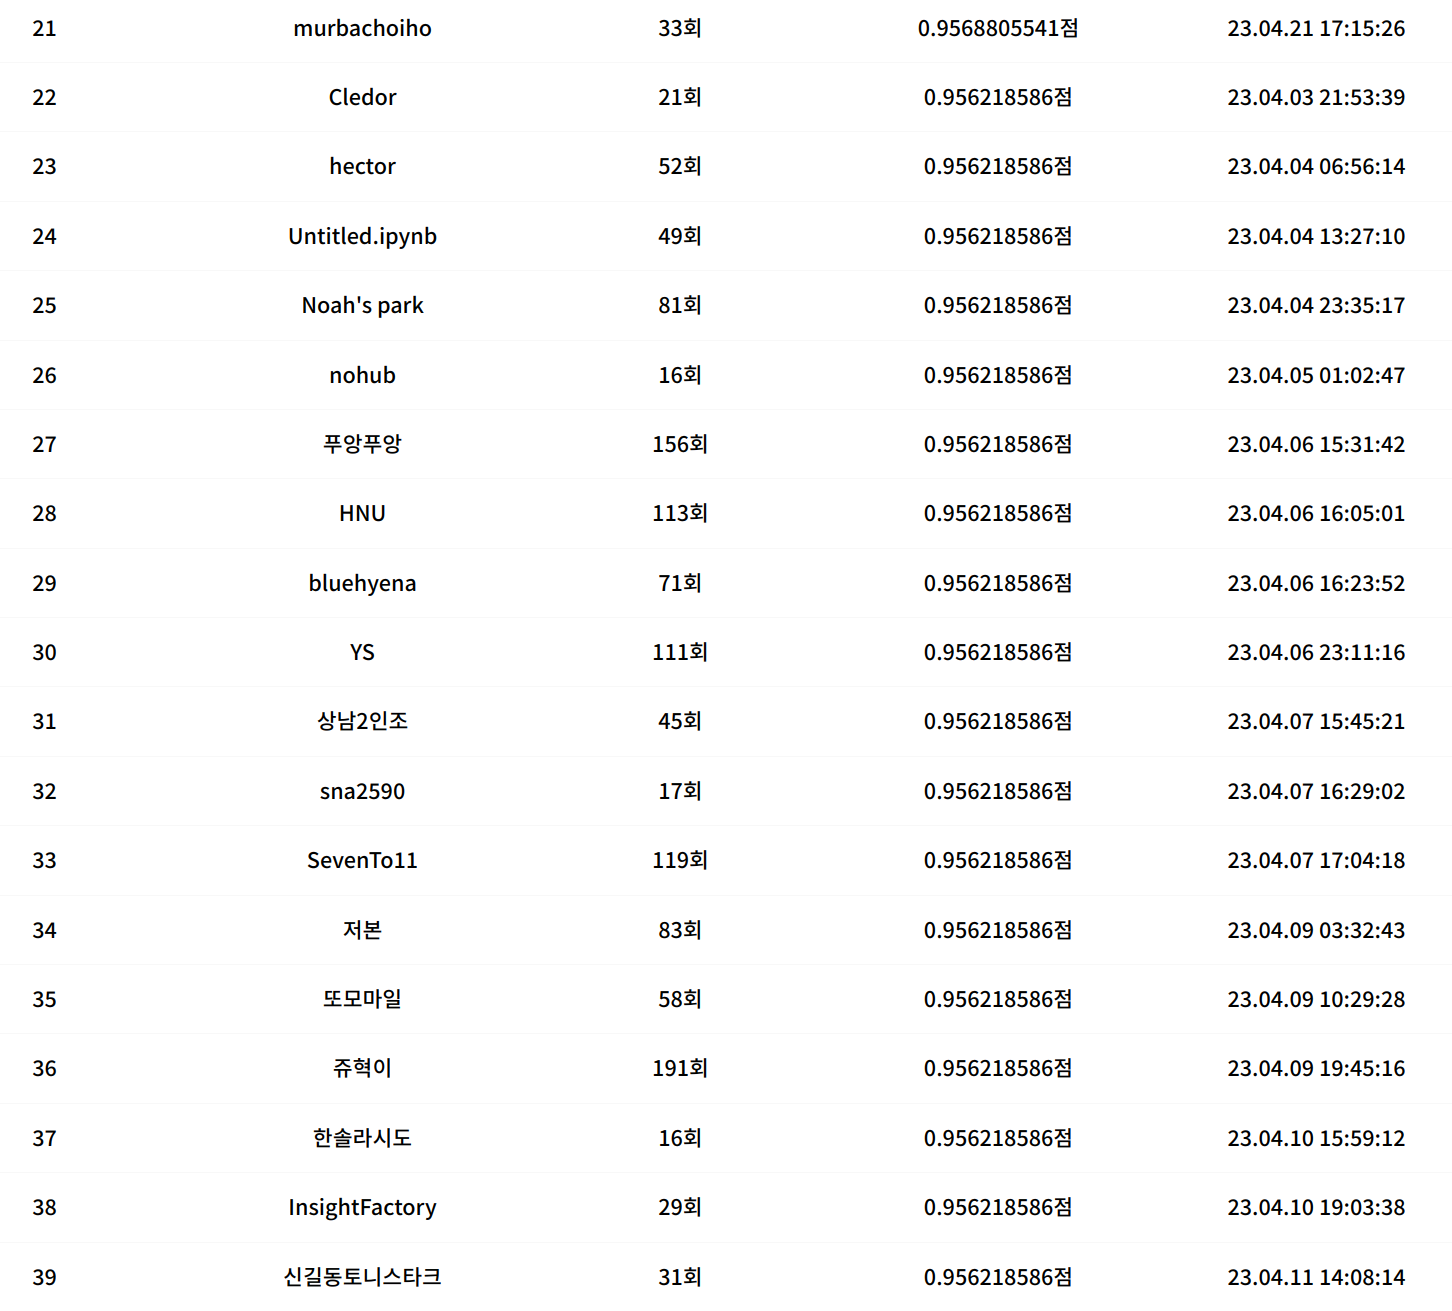 21 murbachoiho 33회 0.9568805541점 23.04.21 17:15:26
22 Cledor 21회 0.956218586점 23.04.03 21:53:39
23 hector 52회 0.956218586점 23.04.04 06:56:14
24 Untitled.ipynb 49회 0.956218586점 23.04.04 13:27:10
25 Noah's park 81회 0.956218586점 23.04.04 23:35:17
26 nohub 16회 0.956218586점 23.04.05 01:02:47
27 푸앙푸앙 156회 0.956218586점 23.04.06 15:31:42
28 HNU 113회 0.956218586점 23.04.06 16:05:01
29 bluehyena 71회 0.956218586점 23.04.06 16:23:52
30 YS 111회 0.956218586점 23.04.06 23:11:16
31 상남2인조 45회 0.956218586점 23.04.07 15:45:21
32 sna2590 17회 0.956218586점 23.04.07 16:29:02
33 SevenTo11 119회 0.956218586점 23.04.07 17:04:18
34 저본 83회 0.956218586점 23.04.09 03:32:43
35 또모마일 58회 0.956218586점 23.04.09 10:29:28
36 쥬혁이 191회 0.956218586점 23.04.09 19:45:16
37 한솔라시도 16회 0.956218586점 23.04.10 15:59:12
38 InsightFactory 29회 0.956218586점 23.04.10 19:03:38
39 신길동토니스타크 31회 0.956218586점 23.04.11 14:08:14